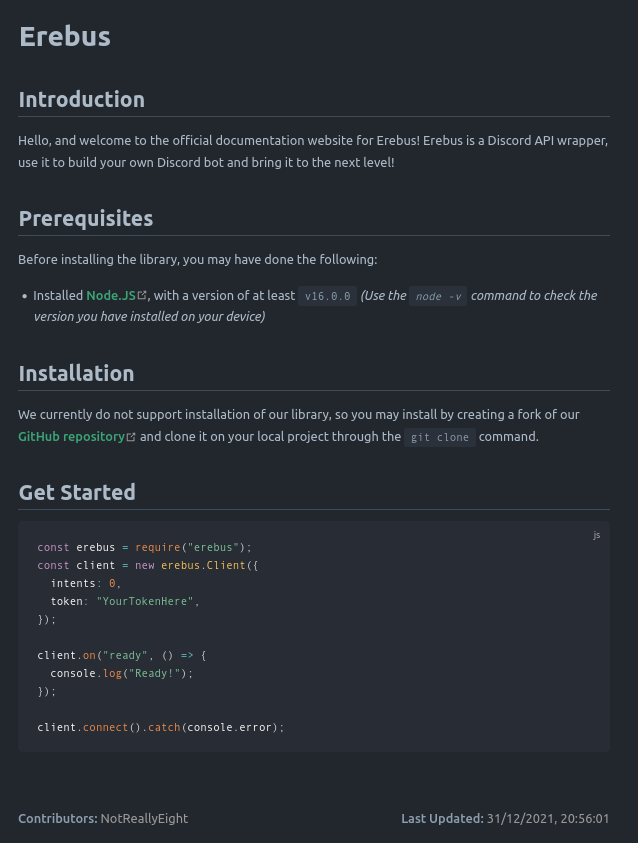 Erebus
Introduction
Hello, and welcome to the official documentation website for Erebus! Erebus is a Discord API wrapper,
use it to build your own Discord bot and bring it to the next level!
Prerequisites
Before installing the library, you may have done the following:
• Installed Node.JS, with a version of at least v16.0.0 (Use the node -v command to check the
version you have installed on your device)
Installation
We currently do not support installation of our library, so you may install by creating a fork of our
GitHub repository and clone it on your local project through the git clone command.
Get Started
js
const erebus = require("erebus");
const client = new erebus.Client({
  intents: 0,
  token: "YourTokenHere",
});

client.on("ready", () => {
  console.log("Ready!");
});

client.connect().catch(console.error);
Contributors: NotReallyEight
Last Updated: 31/12/2021, 20:56:01